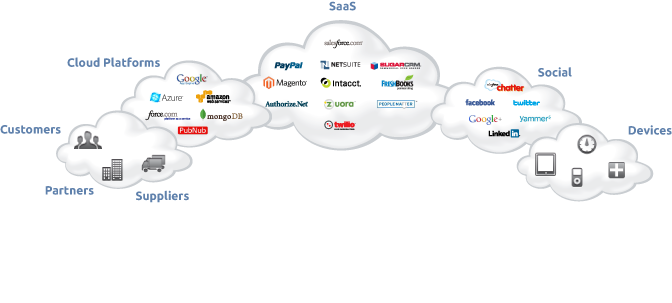 SaaS
salesforce.com
PayPal
NETSUITE
SUGARCRM
Magento
Intacct.
FRESHBOOKS
Authorize.Net
zuora
PEOPLEMATTER
twilio
Cloud Platforms
Google
Azure
amazon
webservices
force.com
mongoDB
PubNub
Social
chatter
facebook
twitter
Google+
yammer
LinkedIn
Customers
Partners
Suppliers
Devices